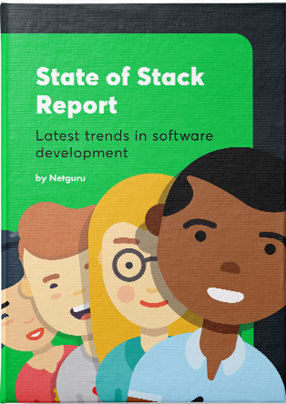 State of Stack
Report
Latest trends in software
development
by Netguru